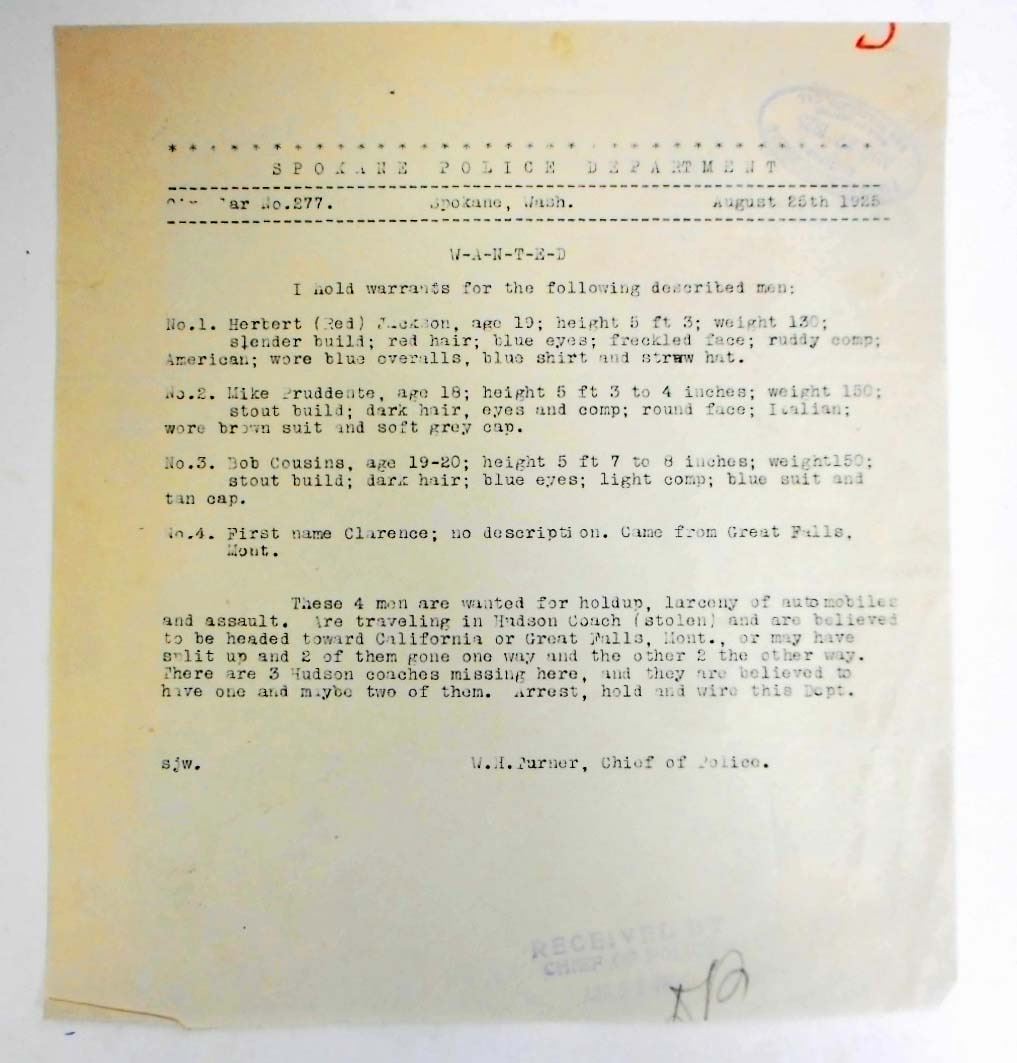 * * * * * * * * * * * * * * * * * * * * * * * * * * * * * * * * * *
S P O K A N E   P O L I C E   D E P A R T M E N T
No.277.   Spokane, Wash.   August 25th 1925
W-A-N-T-E-D
I hold warrants for the following described men:
No.1. Herbert (Red) Jackson, age 19; height 5 ft 3; weight 130;
slender build; red hair; blue eyes; freckled face; ruddy comp;
American; wore blue overalls, blue shirt and straw hat.
No.2. Mike Pruddente, age 18; height 5 ft 3 to 4 inches; weight 150;
stout build; dark hair, eyes and comp; round face; Italian;
wore brown suit and soft grey cap.
No.3. Bob Cousins, age 19-20; height 5 ft 7 to 8 inches; weight150;
stout build; dark hair; blue eyes; light comp; blue suit and
tan cap.
No.4. First name Clarence; no description. Came from Great Falls,
Mont.
These 4 men are wanted for holdup, larceny of automobiles
and assault. Are traveling in Hudson Coach (stolen) and are believed
to be headed toward California or Great Falls, Mont., or may have
split up and 2 of them gone one way and the other 2 the other way.
There are 3 Hudson coaches missing here, and they are believed to
have one and maybe two of them. Arrest, hold and wire this Dept.
sjw.   W.H.Turner, Chief of Police.
RECEIVED BY
CHIEF OF POLICE